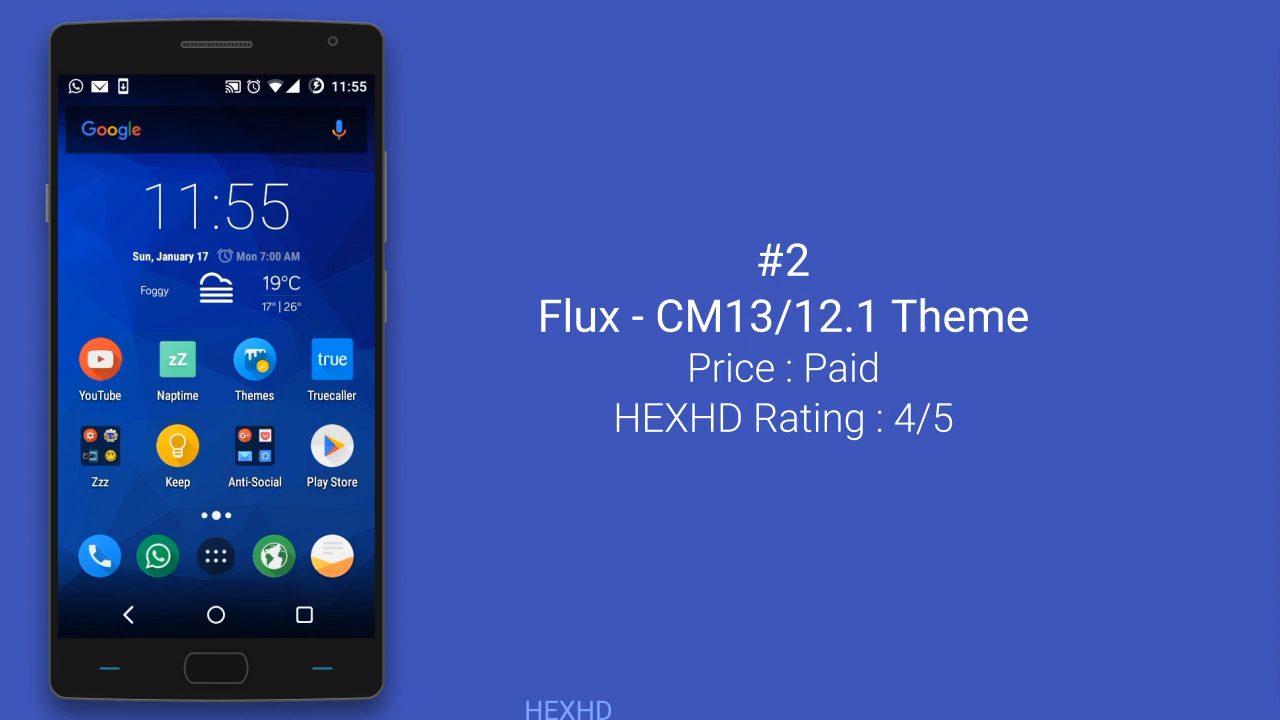 11:55
Google
11:55
Sun, January 17 Mon 7:00 AM
Foggy 19°C
17° | 26°
zZ true
YouTube Naptime Themes Truecaller
Zzz Keep Anti-Social Play Store
#2
Flux - CM13/12.1 Theme
Price : Paid
HEXHD Rating : 4/5
HEXHD